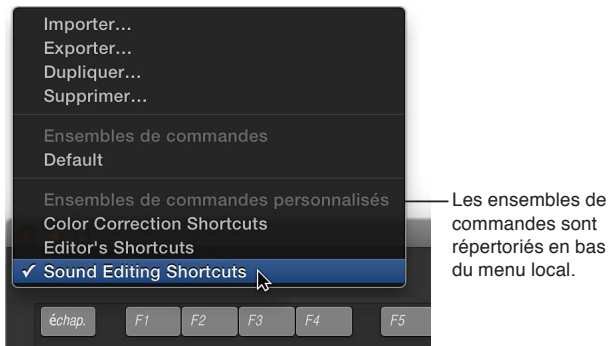 Importer…
Exporter…
Dupliquer…
Supprimer…
Ensembles de commandes
Default
Ensembles de commandes personnalisés
Color Correction Shortcuts
Editor's Shortcuts
✓ Sound Editing Shortcuts
Les ensembles de
commandes sont
répertoriés en bas
du menu local.
échap. F1 F2 F3 F4 F5